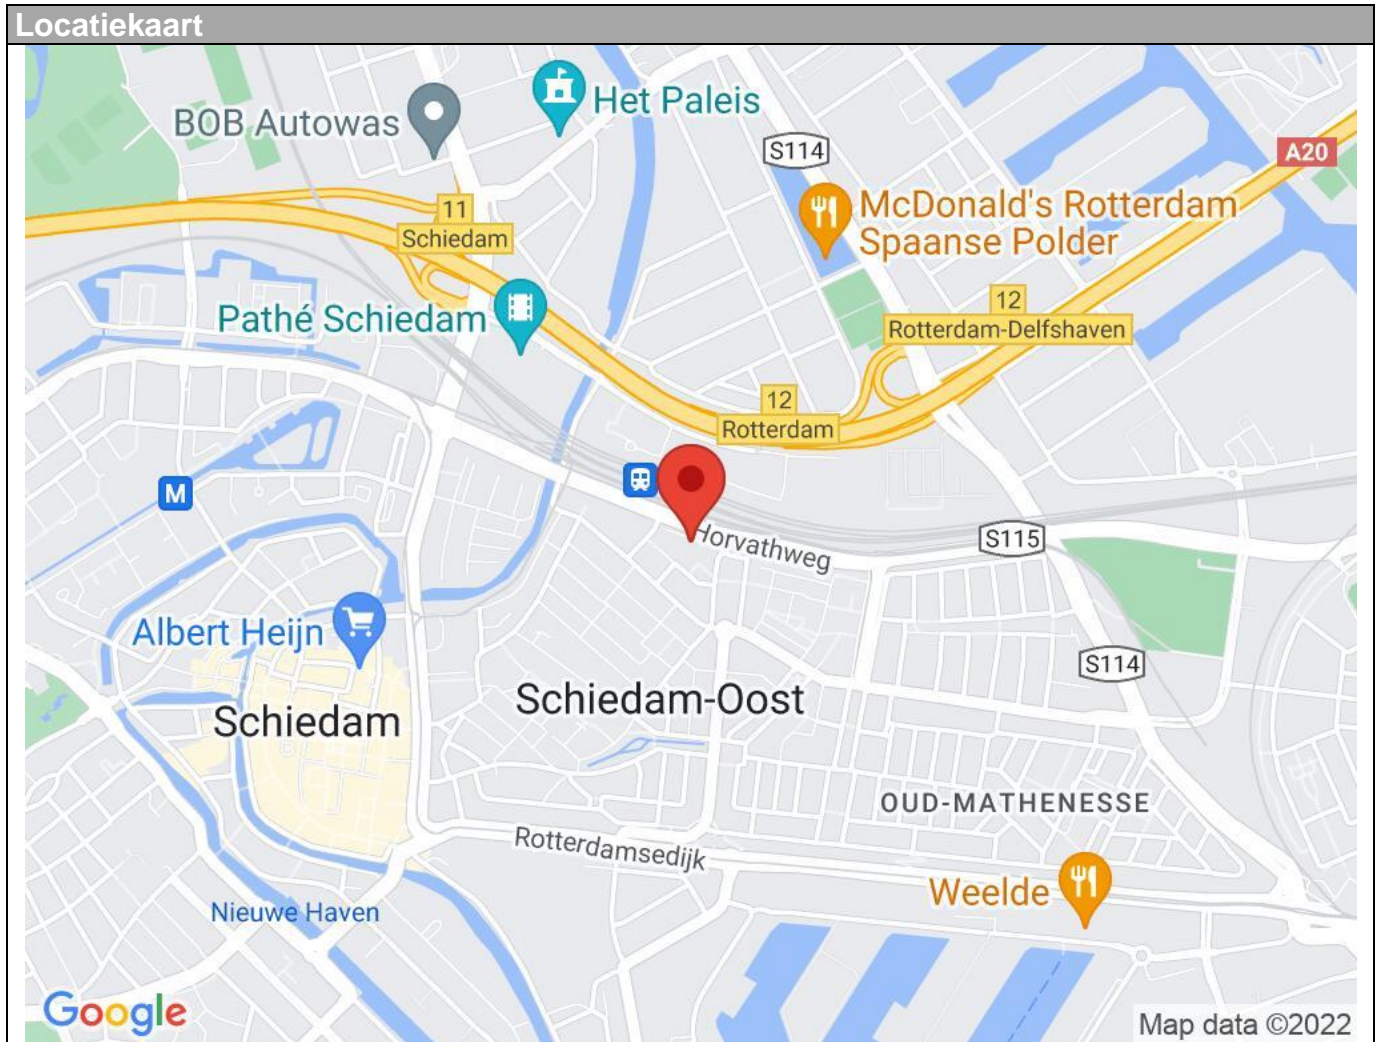 Locatiekaart
Het Paleis
BOB Autowas
S114
A20
McDonald's Rotterdam
Spaanse Polder
11
Schiedam
Pathé Schiedam
12
Rotterdam-Delfshaven
12
Rotterdam
M
Horvathweg
S115
Albert Heijn
S114
Schiedam-Oost
Schiedam
OUD-MATHENESSE
Rotterdamsedijk
Weelde
Nieuwe Haven
Google
Map data ©2022